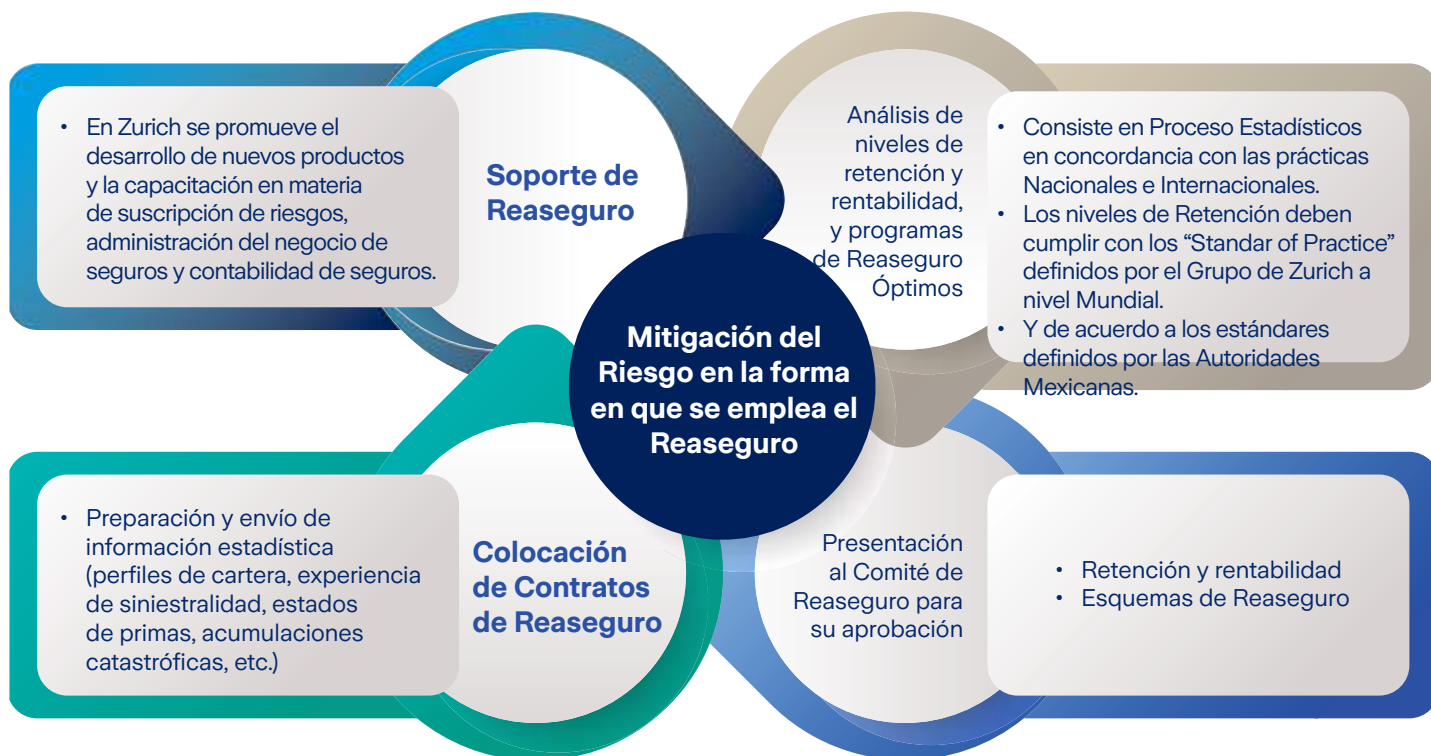 • En Zurich se promueve el
desarrollo de nuevos productos
y la capacitación en materia
de suscripción de riesgos,
administración del negocio de
seguros y contabilidad de seguros.
Soporte de
Reaseguro
Análisis de
niveles de
retención y
rentabilidad,
y programas
de Reaseguro
Óptimos
• Consiste en Proceso Estadísticos
en concordancia con las prácticas
Nacionales e Internacionales.
• Los niveles de Retención deben
cumplir con los “Standar of Practice”
definidos por el Grupo de Zurich a
nivel Mundial.
• Y de acuerdo a los estándares
definidos por las Autoridades
Mexicanas.
Mitigación del
Riesgo en la forma
en que se emplea el
Reaseguro
• Preparación y envío de
información estadística
(perfiles de cartera, experiencia
de siniestralidad, estados
de primas, acumulaciones
catastróficas, etc.)
Colocación
de Contratos
de Reaseguro
Presentación
al Comité de
Reaseguro para
su aprobación
• Retención y rentabilidad
• Esquemas de Reaseguro